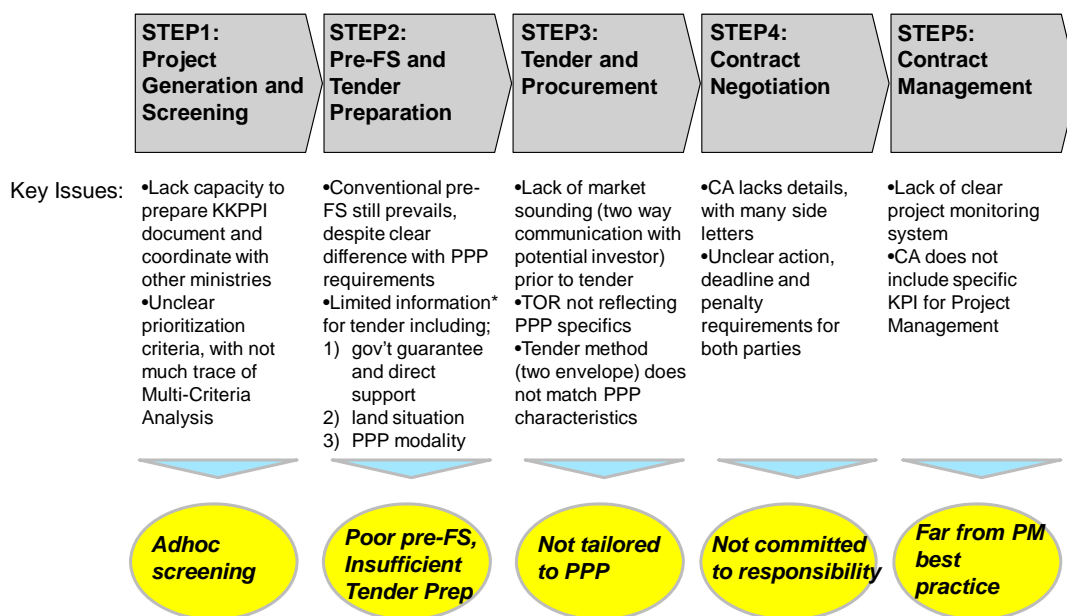 STEP1:
Project
Generation and
Screening
STEP2:
Pre-FS and
Tender
Preparation
STEP3:
Tender and
Procurement
STEP4:
Contract
Negotiation
STEP5:
Contract
Management
Key Issues:
•Lack capacity to
prepare KKPPI
document and
coordinate with
other ministries
•Unclear
prioritization
criteria, with not
much trace of
Multi-Criteria
Analysis
•Conventional pre-
FS still prevails,
despite clear
difference with PPP
requirements
•Limited information*
for tender including;
1) gov't guarantee
and direct
support
2) land situation
3) PPP modality
•Lack of market
sounding (two way
communication with
potential investor)
prior to tender
•TOR not reflecting
PPP specifics
•Tender method
(two envelope) does
not match PPP
characteristics
•CA lacks details,
with many side
letters
•Unclear action,
deadline and
penalty
requirements for
both parties
•Lack of clear
project monitoring
system
•CA does not
include specific
KPI for Project
Management
Adhoc
screening
Poor pre-FS,
Insufficient
Tender Prep
Not tailored
to PPP
Not committed
to responsibility
Far from PM
best
practice